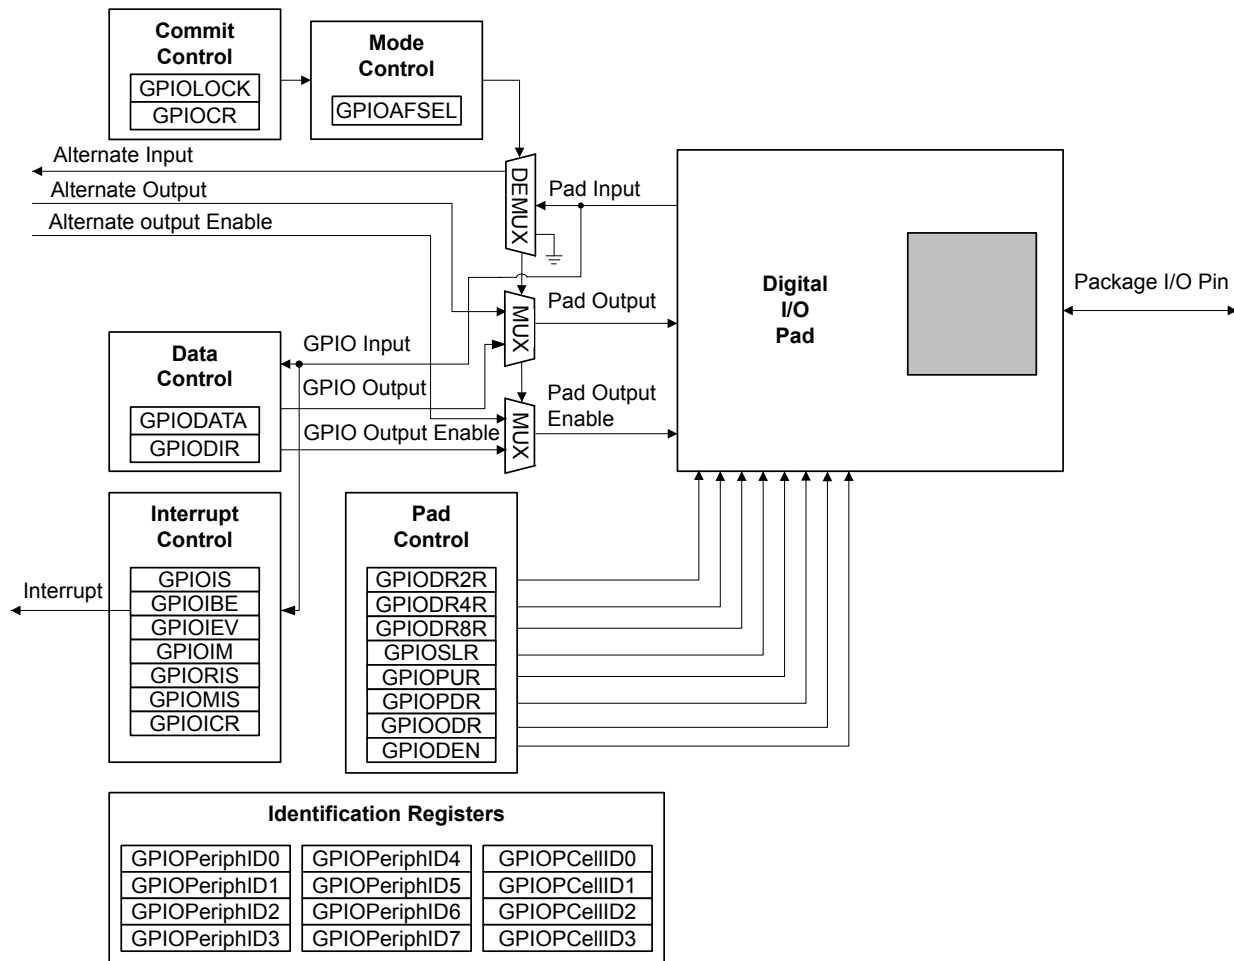 Commit
Control
GPIOLOCK
GPIOCR
Mode
Control
GPIOAFSEL
Alternate Input
Alternate Output
Alternate output Enable
DEMUX
Pad Input
MUX
Pad Output
MUX
Pad Output
Enable
Digital
I/O
Pad
Package I/O Pin
Data
Control
GPIODATA
GPIODIR
GPIO Input
GPIO Output
GPIO Output Enable
Interrupt
Control
GPIOIS
GPIOIBE
GPIOIEV
GPIOIM
GPIORIS
GPIOMIS
GPIOICR
Interrupt
Pad
Control
GPIODR2R
GPIODR4R
GPIODR8R
GPIOSLR
GPIOPUR
GPIOPDR
GPIOODR
GPIODEN
Identification Registers
GPIOPeriphID0
GPIOPeriphID1
GPIOPeriphID2
GPIOPeriphID3
GPIOPeriphID4
GPIOPeriphID5
GPIOPeriphID6
GPIOPeriphID7
GPIOPCellID0
GPIOPCellID1
GPIOPCellID2
GPIOPCellID3